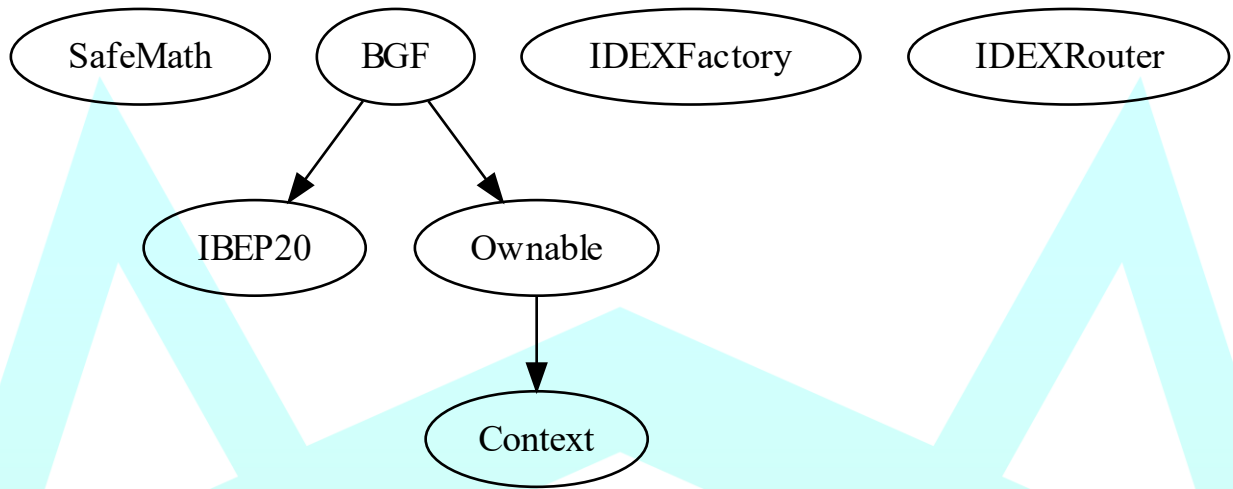 SafeMath
BGF
IDEXFactory
IDEXRouter
IBEP20
Ownable
Context